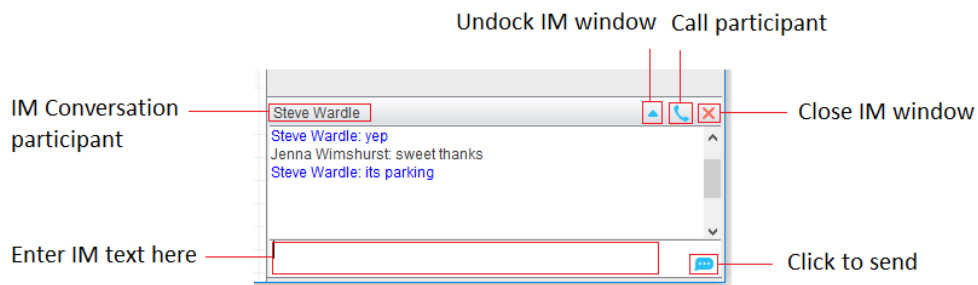 Undock IM window Call participant
IM Conversation participant
Steve Wardle
Close IM window
Steve Wardle: yep
Jenna Wimshurst: sweet thanks
Steve Wardle: its parking
Enter IM text here
Click to send